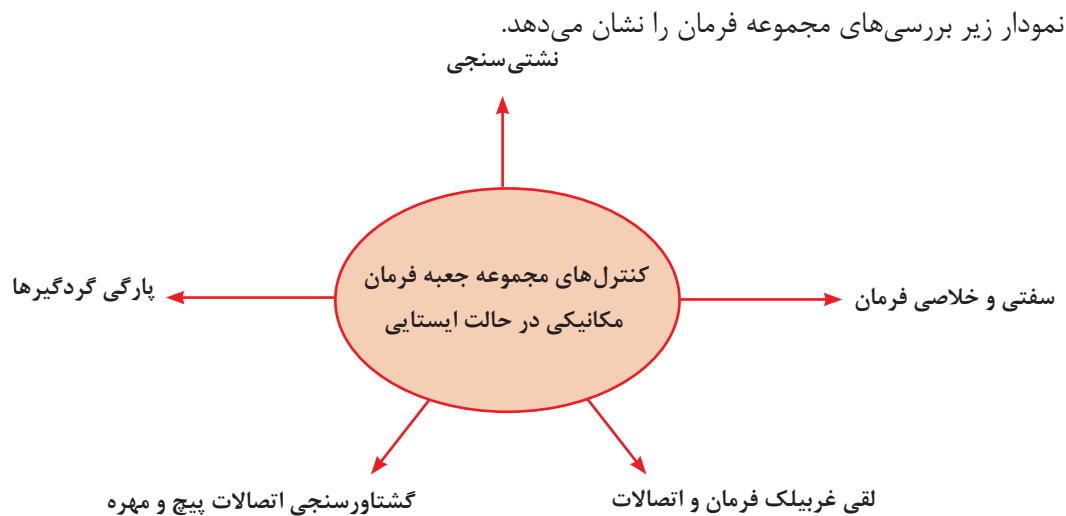 نمودار زیر بررسی‌های مجموعه فرمان را نشان می‌دهد.
نشتی‌سنجی
کنترل‌های مجموعه جعبه فرمان
مکانیکی در حالت ایستایی
سفتی و خلاصی فرمان
پارگی گردگیرها
لقی غربیلک فرمان و اتصالات
گشتاورسنجی اتصالات پیچ و مهره